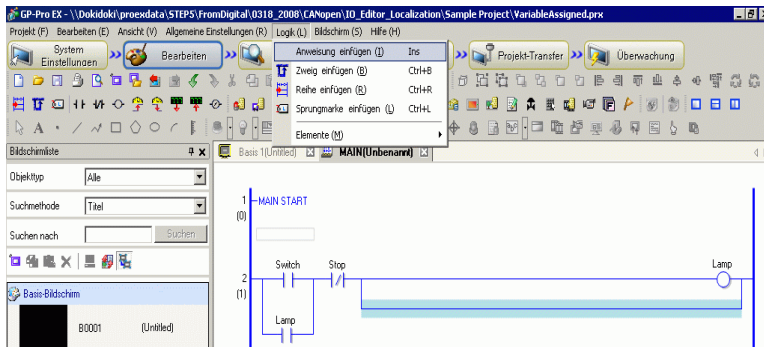 GP-Pro EX - \\Dokidoki\proexdata\STEP5\FromDigital\0318_2008\CANopen\IO_Editor_Localization\Sample Project\VariableAssigned.prx
Projekt (F) Bearbeiten (E) Ansicht (V) Allgemeine Einstellungen (R) Logik (L) Bildschirm (S) Hilfe (H)
System Einstellungen Bearbeiten Projekt-Transfer Überwachung
Anweisung einfügen (I) Ins
Zweig einfügen (B) Ctrl+B
Reihe einfügen (R) Ctrl+R
Sprungmarke einfügen (L) Ctrl+L
Elemente (M)
Bildschirmliste
Basis 1(Untitled) MAIN(Unbenannt)
Objekttyp Alle
Suchmethode Titel
Suchen nach Suchen
Basis-Bildschirm
B0001 (Untitled)
1 MAIN START
(0)
Switch Stop Lamp
2
(1)
Lamp